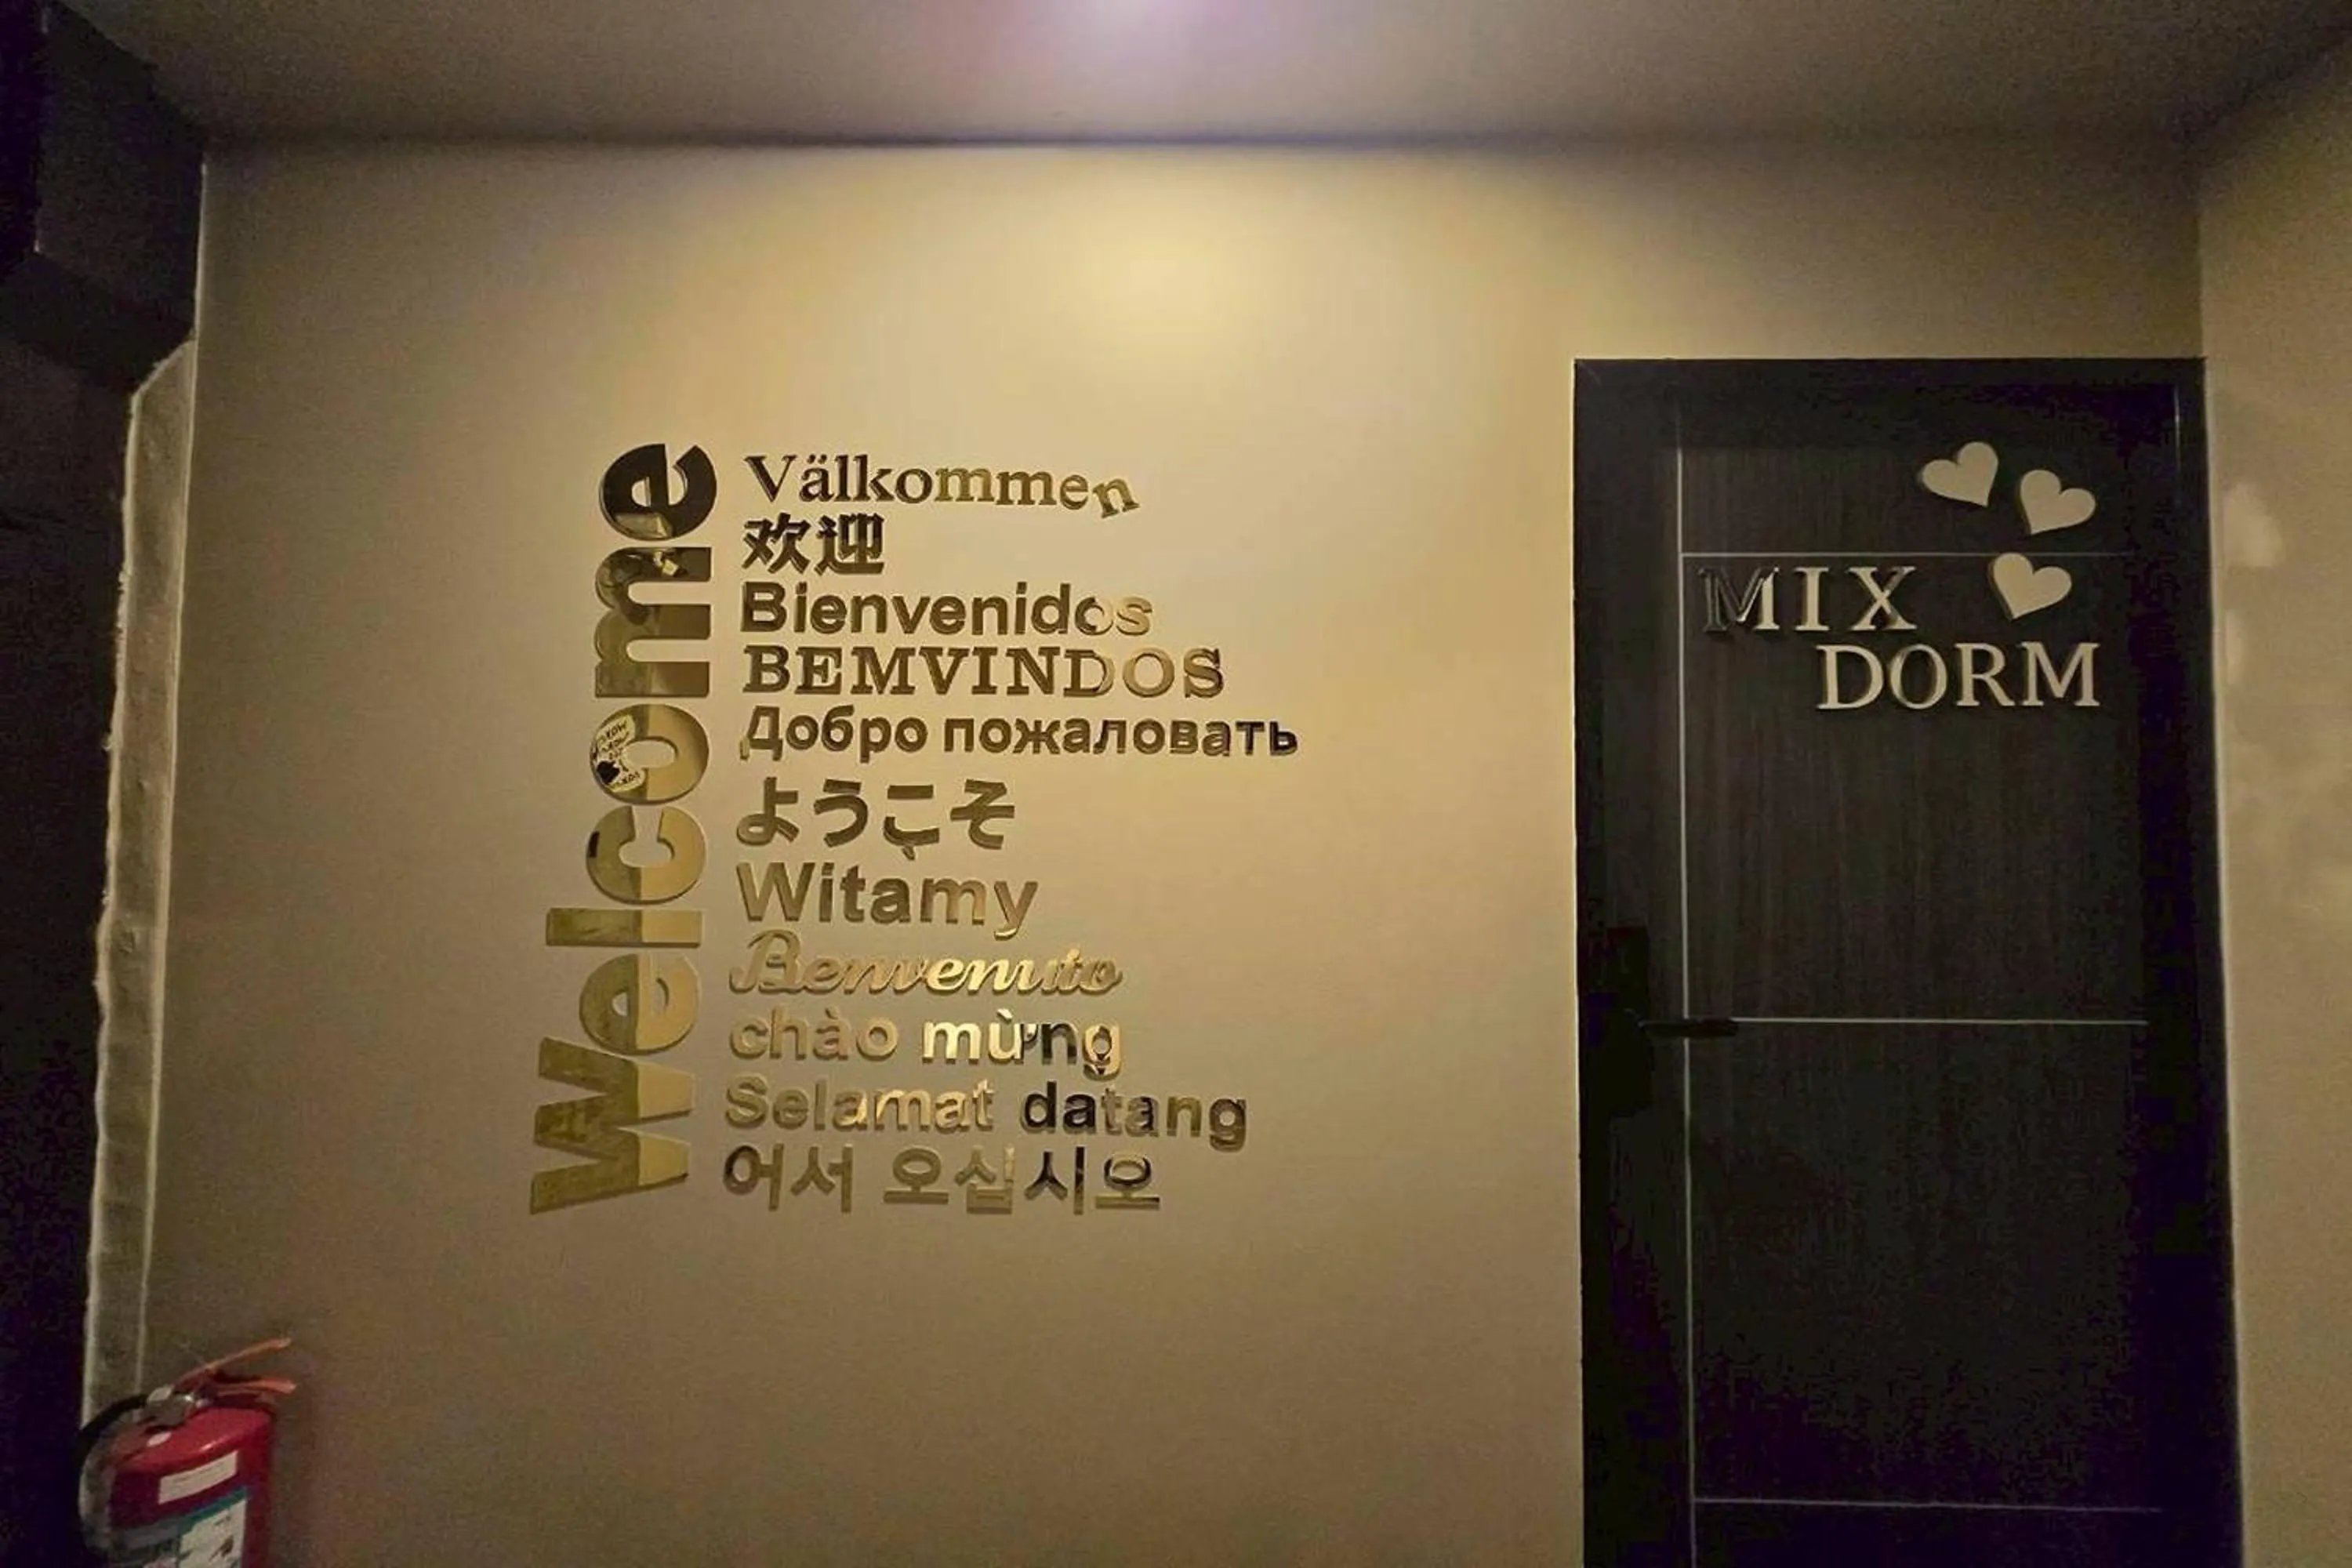 Welcome
Välkommen
欢迎
Bienvenidos
BEMVINDOS
Добро пожаловать
ようこそ
Witamy
Benvenuto
chào mừng
Selamat datang
어서 오십시오
MIX
DORM